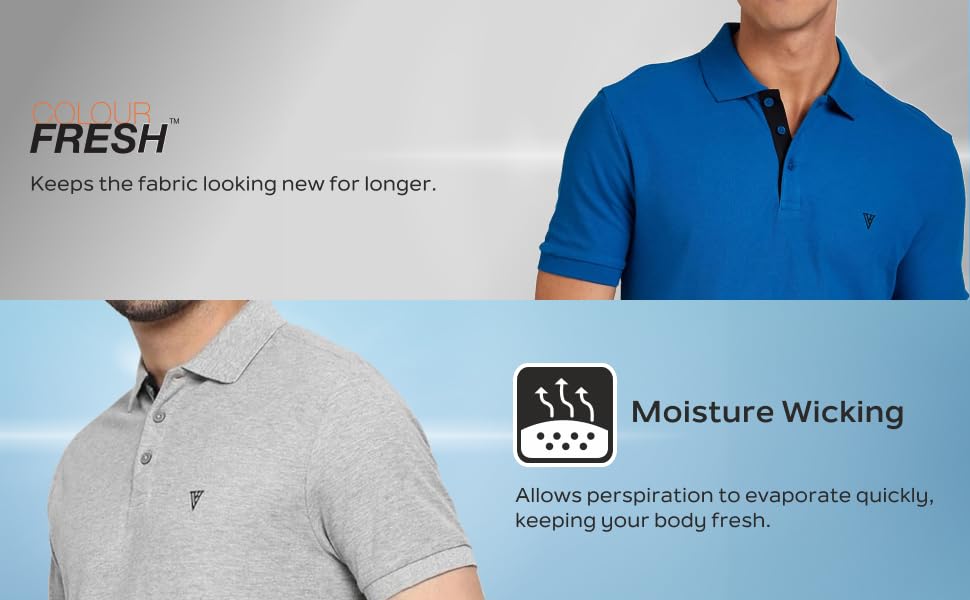 COLOUR
FRESH™
Keeps the fabric looking new for longer.
Moisture Wicking
Allows perspiration to evaporate quickly,
keeping your body fresh.